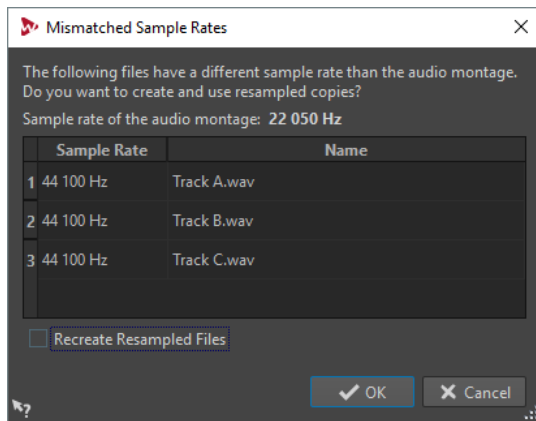 Mismatched Sample Rates
The following files have a different sample rate than the audio montage.
Do you want to create and use resampled copies?
Sample rate of the audio montage: 22 050 Hz
Sample Rate Name
1 44 100 Hz Track A.wav
2 44 100 Hz Track B.wav
3 44 100 Hz Track C.wav
Recreate Resampled Files
OK Cancel
?